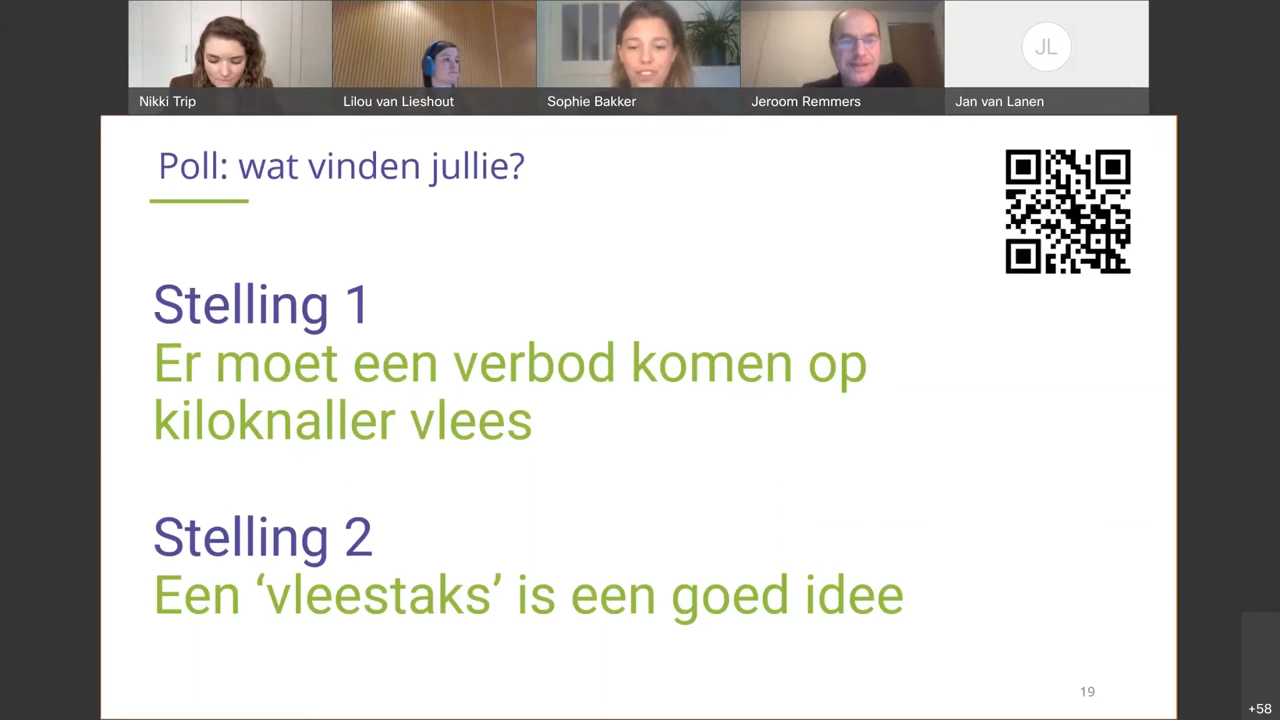 JL
Nikki Trip
Lilou van Lieshout
Sophie Bakker
Jeroom Remmers
Jan van Lanen
Poll: wat vinden jullie?
Stelling 1
Er moet een verbod komen op
kiloknaller vlees
Stelling 2
Een ‘vleestaks’ is een goed idee
19
+58